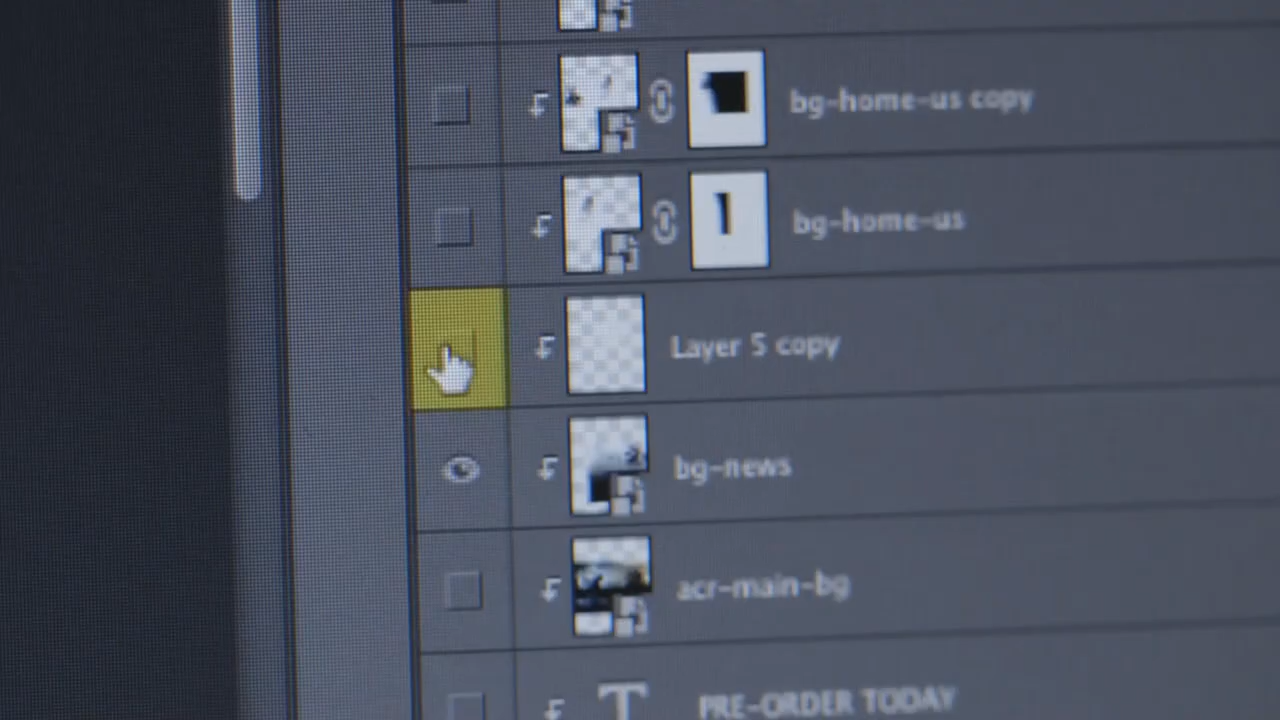 bg-home-us copy
bg-home-us
Layer 5 copy
bg-news
acr-main-bg
T PRE-ORDER TODAY